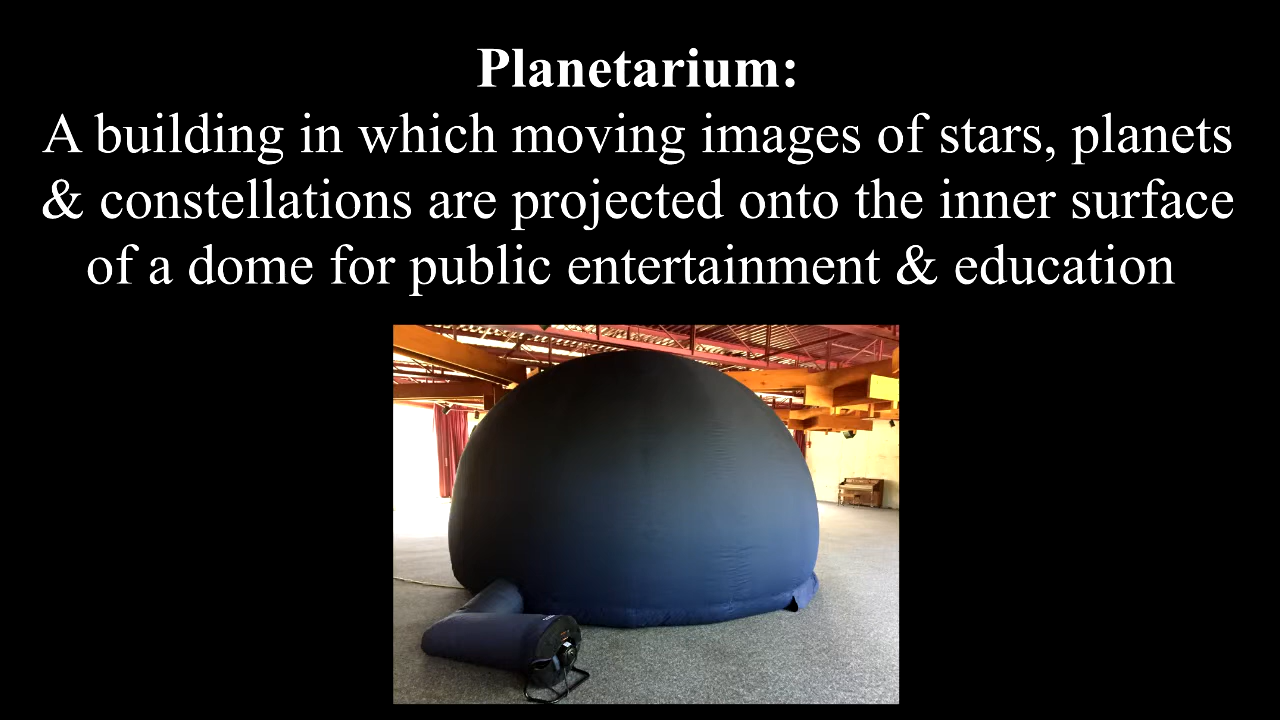 Planetarium:
A building in which moving images of stars, planets
& constellations are projected onto the inner surface
of a dome for public entertainment & education